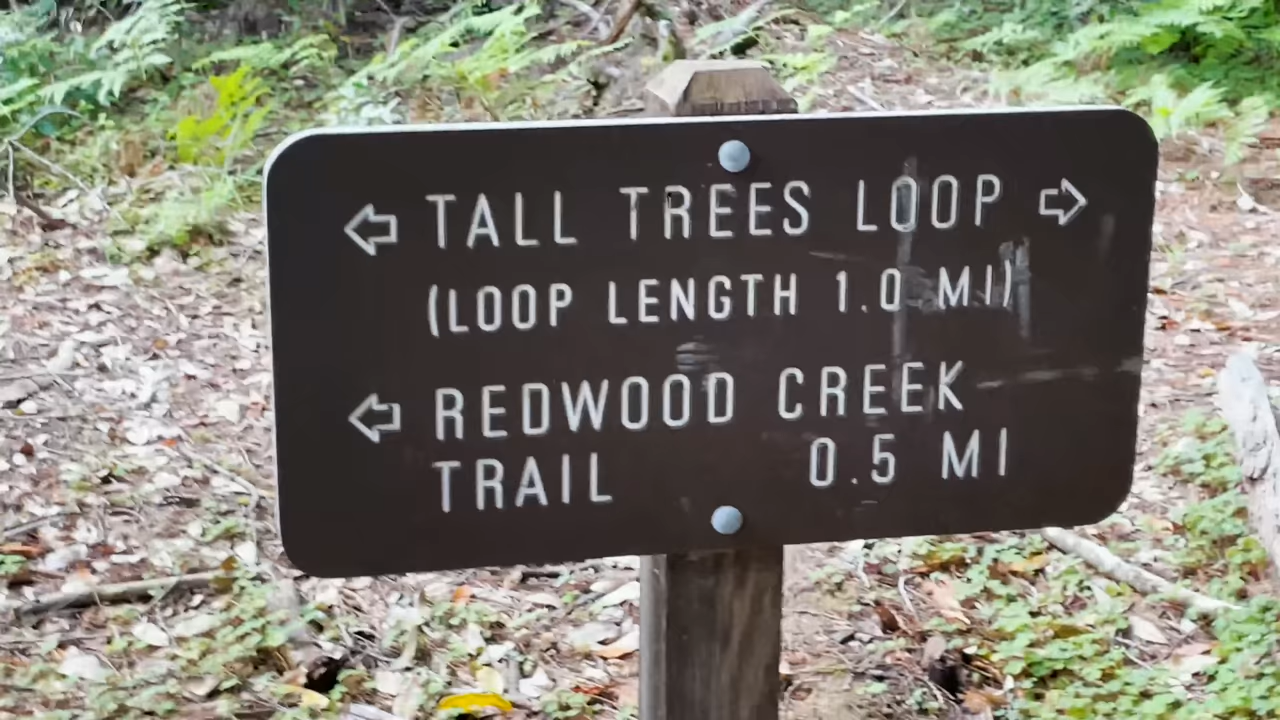 TALL TREES LOOP
(LOOP LENGTH 1.0 MI)
REDWOOD CREEK
TRAIL 0.5 MI